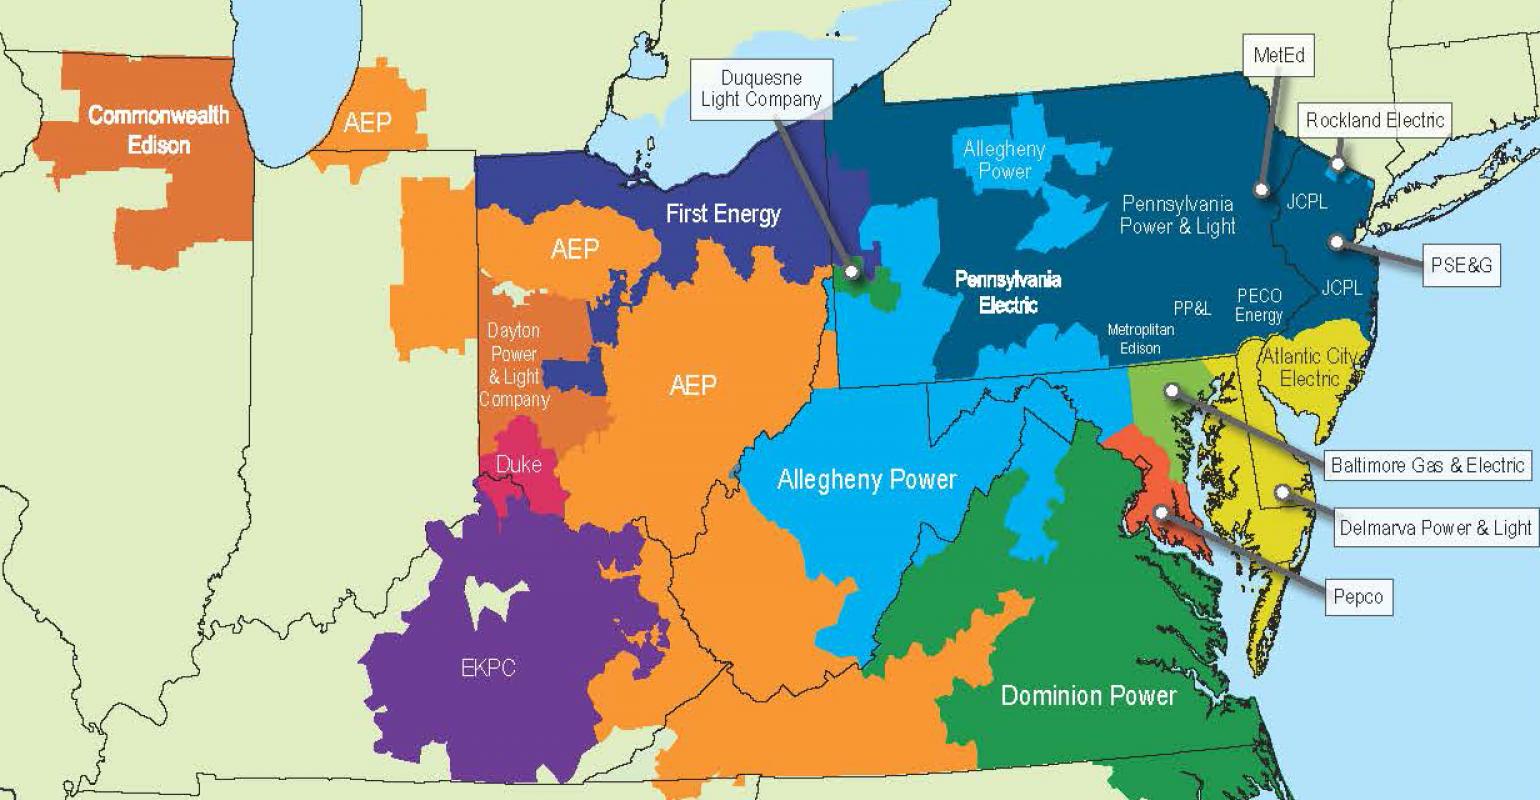 MetEd
Duquesne
Light Company
Rockland Electric
Commonwealth
Edison
AEP
Allegheny
Power
Pennsylvania
Power & Light
JCPL
First Energy
AEP
PSE&G
Pennsylvania
Electric
JCPL
PECO
Energy
PP&L
Metroplitan
Edison
Dayton
Power
& Light
Company
AEP
Atlantic City
Electric
Duke
Allegheny Power
Baltimore Gas & Electric
Delmarva Power & Light
Pepco
EKPC
Dominion Power